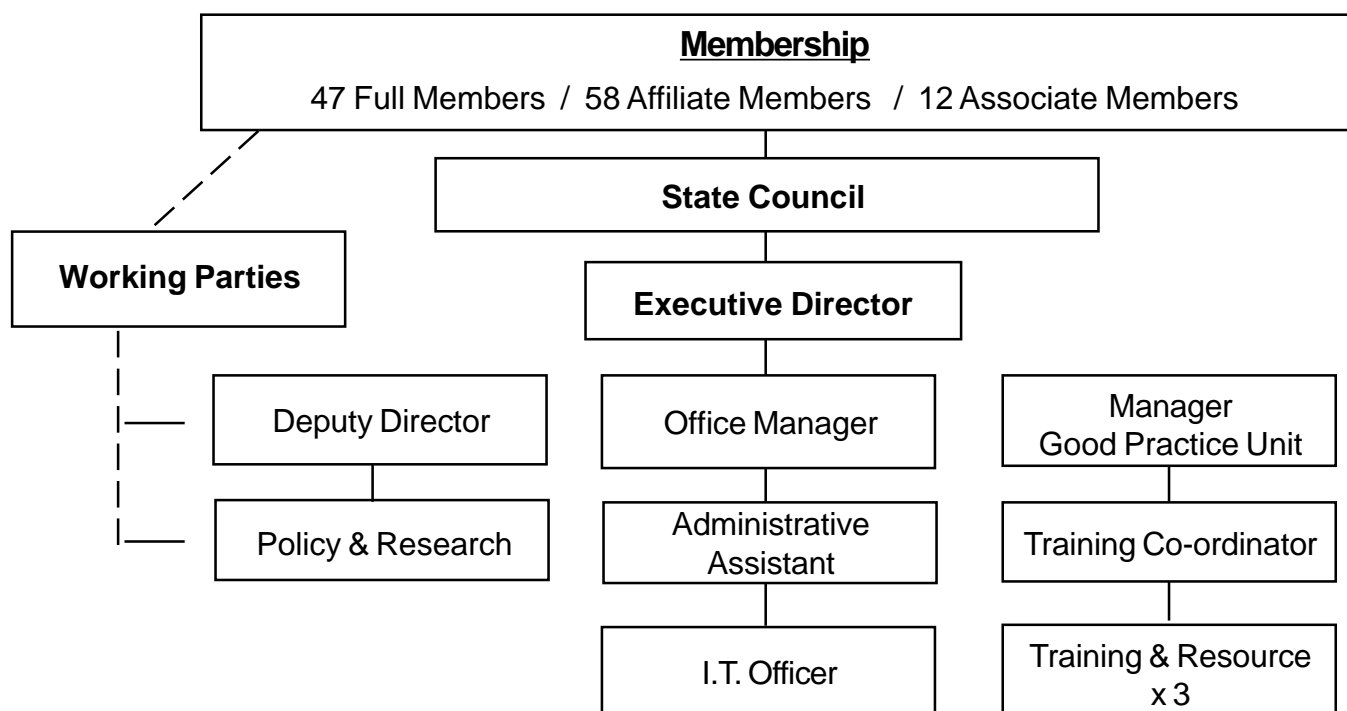 Membership
47 Full Members / 58 Affiliate Members / 12 Associate Members
State Council
Working Parties
Executive Director
Deputy Director
Office Manager
Manager
Good Practice Unit
Policy & Research
Administrative
Assistant
Training Co-ordinator
I.T. Officer
Training & Resource
x 3